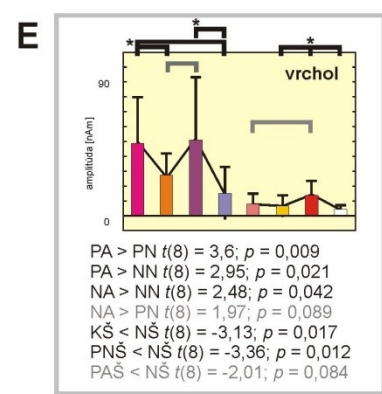 E
*
*
*
vrchol
90
amplitúda [nAm]
0
PA > PN t(8) = 3,6; p = 0,009
PA > NN t(8) = 2,95; p = 0,021
NA > NN t(8) = 2,48; p = 0,042
NA > PN t(8) = 1,97; p = 0,089
KŠ < NŠ t(8) = -3,13; p = 0,017
PNŠ < NŠ t(8) = -3,36; p = 0,012
PAŠ < NŠ t(8) = -2,01; p = 0,084